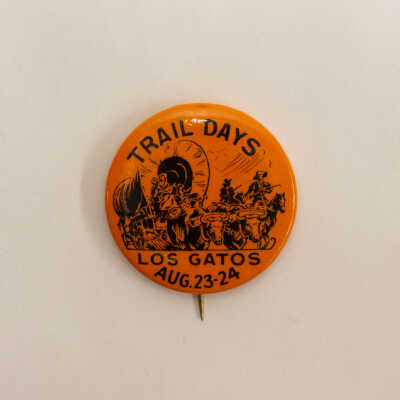 TRAIL DAYS
LOS GATOS
AUG. 23-24